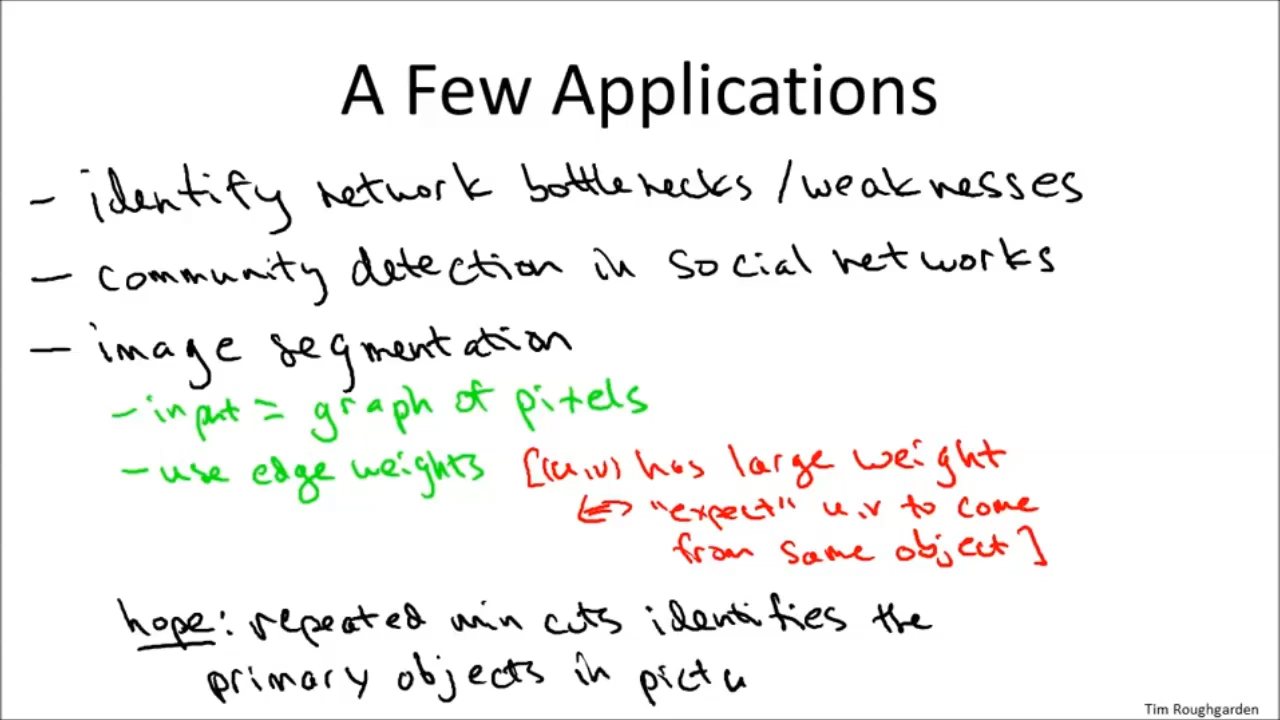 A Few Applications
- identify network bottlenecks / weaknesses
- community detection in social networks
- image segmentation
- input = graph of pixels
- use edge weights [(u,v) has large weight
<=> "expect" u,v to come
from same object]
hope: repeated min cuts identifies the
primary objects in pictu
Tim Roughgarden